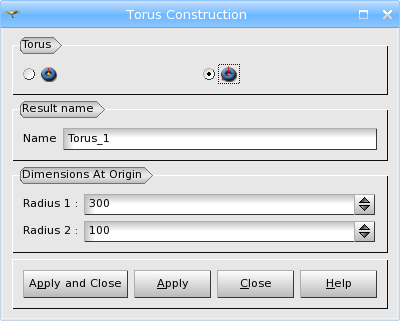 Torus Construction
Torus
Result name
Name Torus_1
Dimensions At Origin
Radius 1 : 300
Radius 2 : 100
Apply and Close Apply Close Help